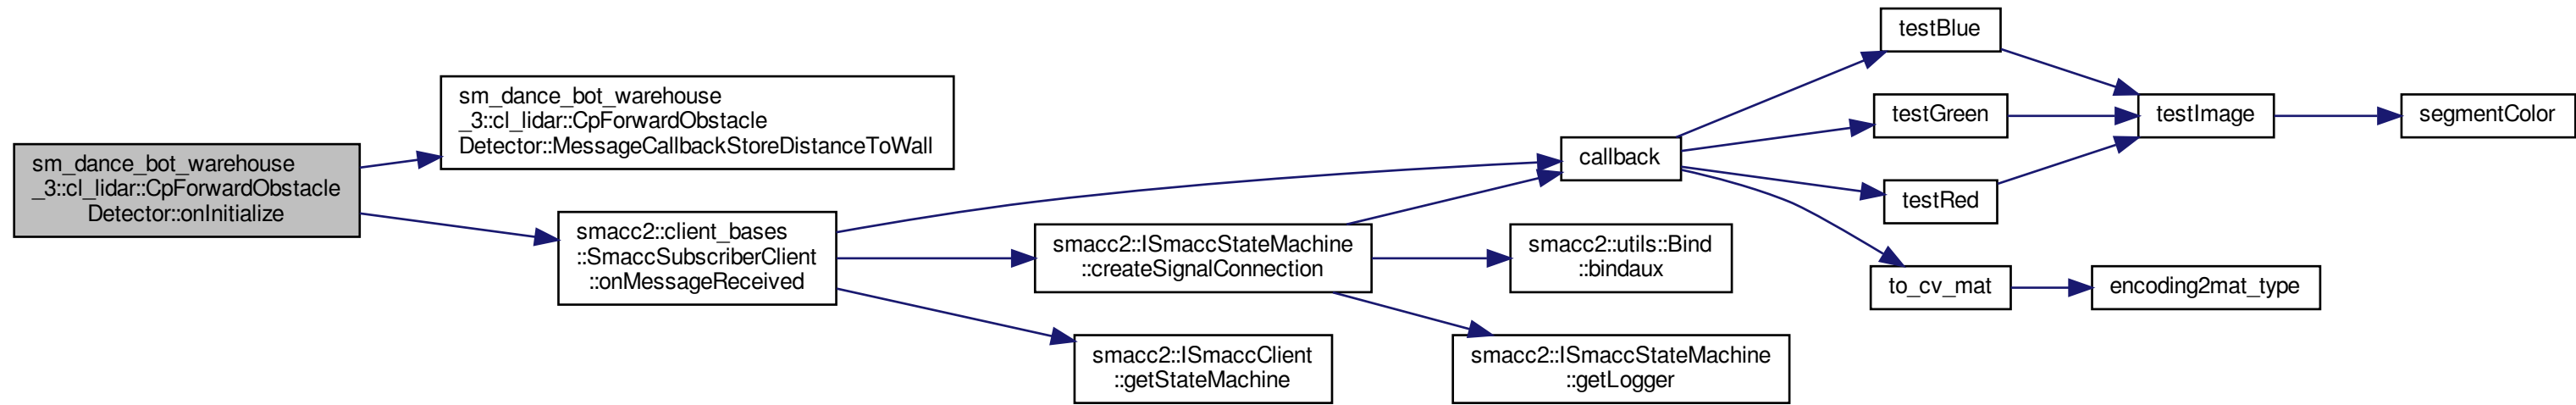 sm_dance_bot_warehouse
_3::cl_lidar::CpForwardObstacle
Detector::onInitialize
sm_dance_bot_warehouse
_3::cl_lidar::CpForwardObstacle
Detector::MessageCallbackStoreDistanceToWall
smacc2::client_bases
::SmaccSubscriberClient
::onMessageReceived
smacc2::ISmaccStateMachine
::createSignalConnection
smacc2::ISmaccClient
::getStateMachine
callback
smacc2::utils::Bind
::bindaux
smacc2::ISmaccStateMachine
::getLogger
testBlue
testGreen
testRed
to_cv_mat
testImage
encoding2mat_type
segmentColor